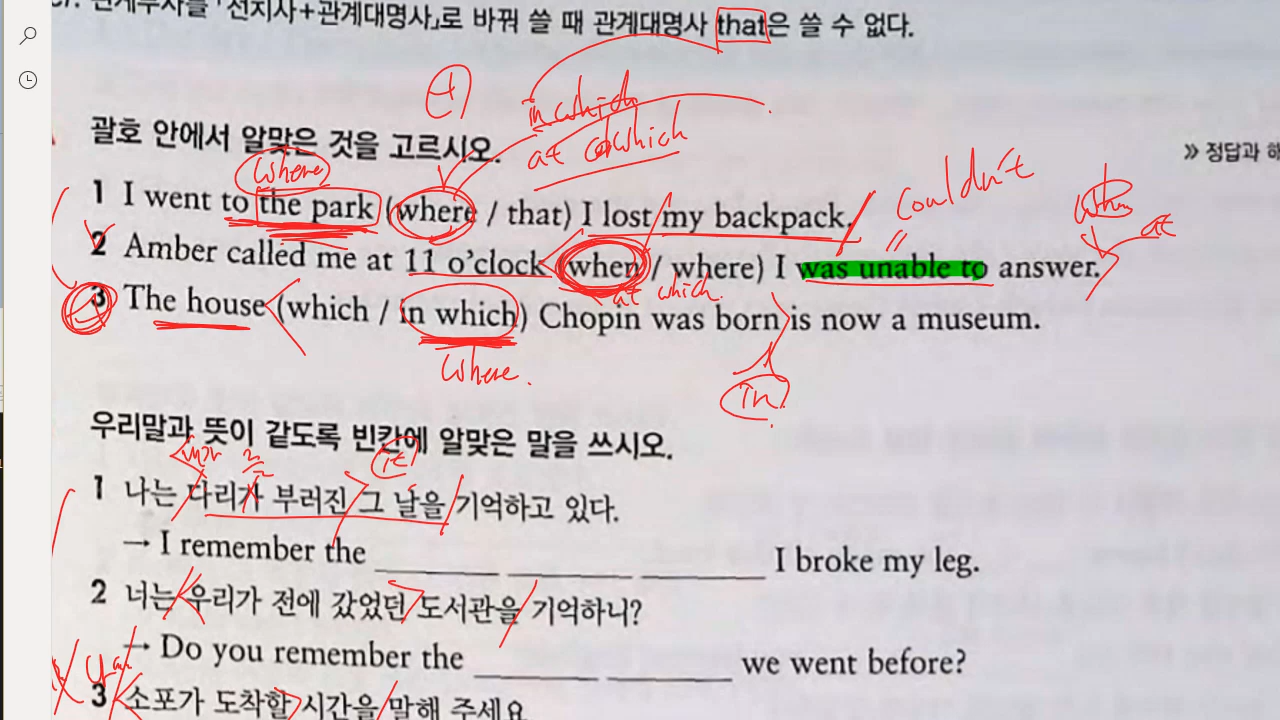 관계부사를 「전치사+관계대명사」로 바꿔 쓸 때 관계대명사 that은 쓸 수 없다.
+
in which
at which
괄호 안에서 알맞은 것을 고르시오.
» 정답과 해
where
couldn't
1 I went to the park (where / that) I lost my backpack.
at
2 Amber called me at 11 o'clock (when / where) I was unable to answer.
at which.
3 The house (which / in which) Chopin was born is now a museum.
where.
in
우리말과 뜻이 같도록 빈칸에 알맞은 말을 쓰시오.
1 나는 다리가 부러진 그 날을 기억하고 있다.
→ I remember the ______ ______ ______ I broke my leg.
2 너는 우리가 전에 갔었던 도서관을 기억하니?
→ Do you remember the ______ ______ we went before?
3 소포가 도착할 시간을 말해 주세요